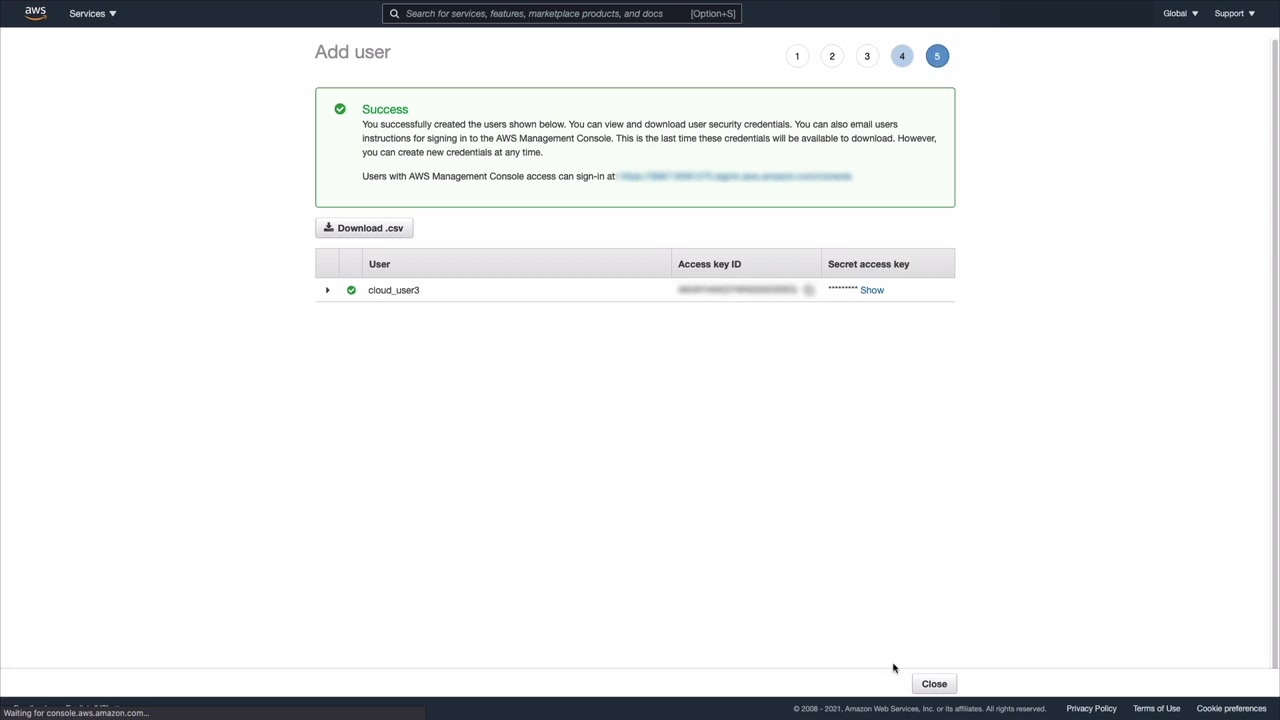 aws
Services
Search for services, features, marketplace products, and docs
[Option+S]
Global
Support
Add user
1
2
3
4
5
Success
You successfully created the users shown below. You can view and download user security credentials. You can also email users
instructions for signing in to the AWS Management Console. This is the last time these credentials will be available to download. However,
you can create new credentials at any time.
Users with AWS Management Console access can sign-in at:
Download .csv
User
Access key ID
Secret access key
cloud_user3
********* Show
Close
Waiting for console.aws.amazon.com...
© 2008 - 2021, Amazon Web Services, Inc. or its affiliates. All rights reserved.
Privacy Policy
Terms of Use
Cookie preferences